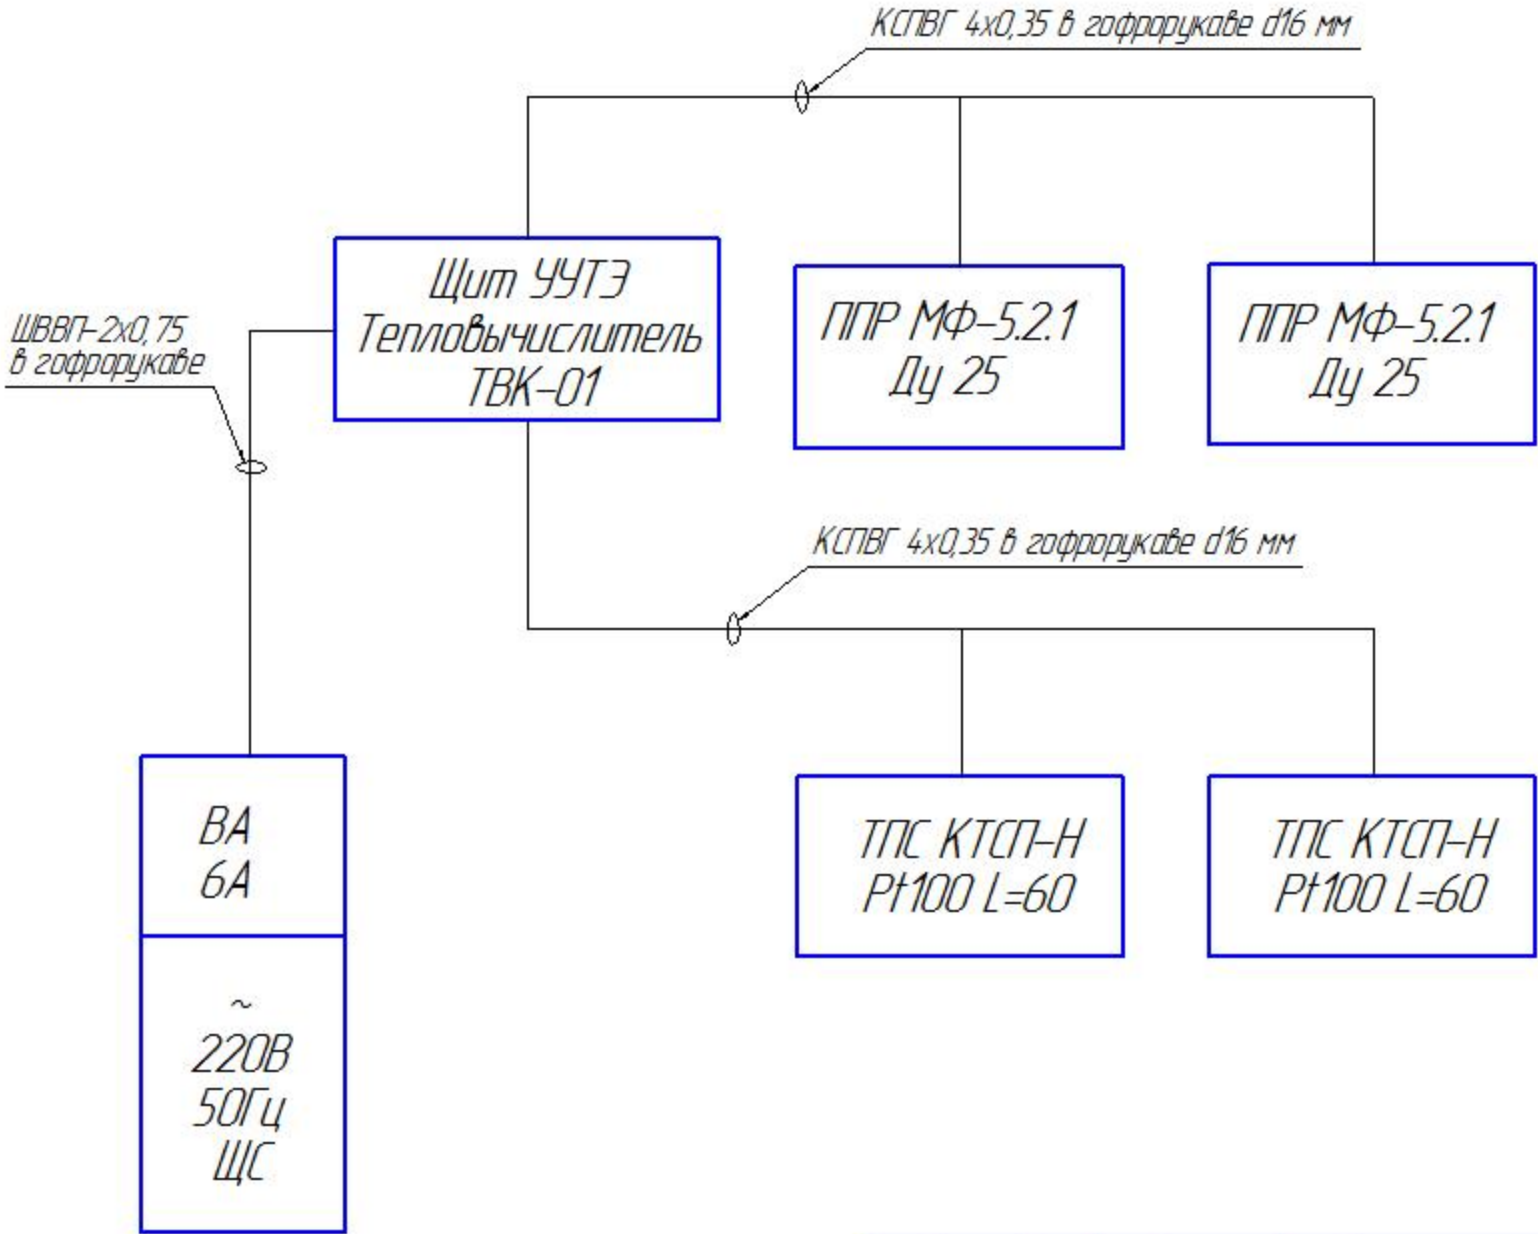 КСПВГ 4х0,35 в гофрорукаве d16 мм
Щит УУТЭ
Тепловычислитель
ТВК-01
ППР МФ-5.2.1
Ду 25
ППР МФ-5.2.1
Ду 25
ШВВП-2х0,75
в гофрорукаве
КСПВГ 4х0,35 в гофрорукаве d16 мм
ВА
6А
~
220В
50Гц
ЩС
ТПС КТСП-Н
Pt100 L=60
ТПС КТСП-Н
Pt100 L=60